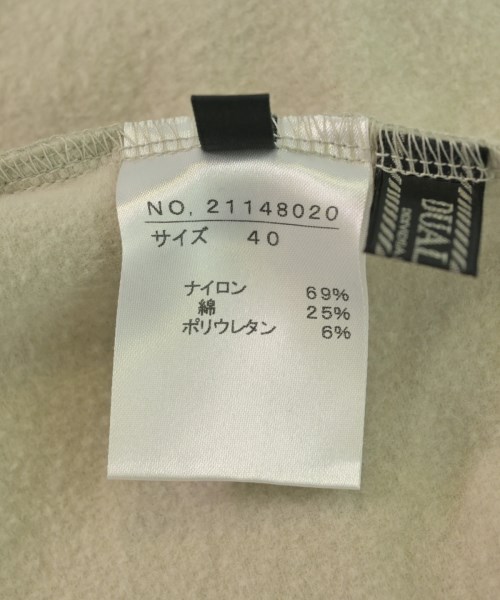 NO, 21148020
サイズ 40
ナイロン 69%
綿 25%
ポリウレタン 6%
DUAL